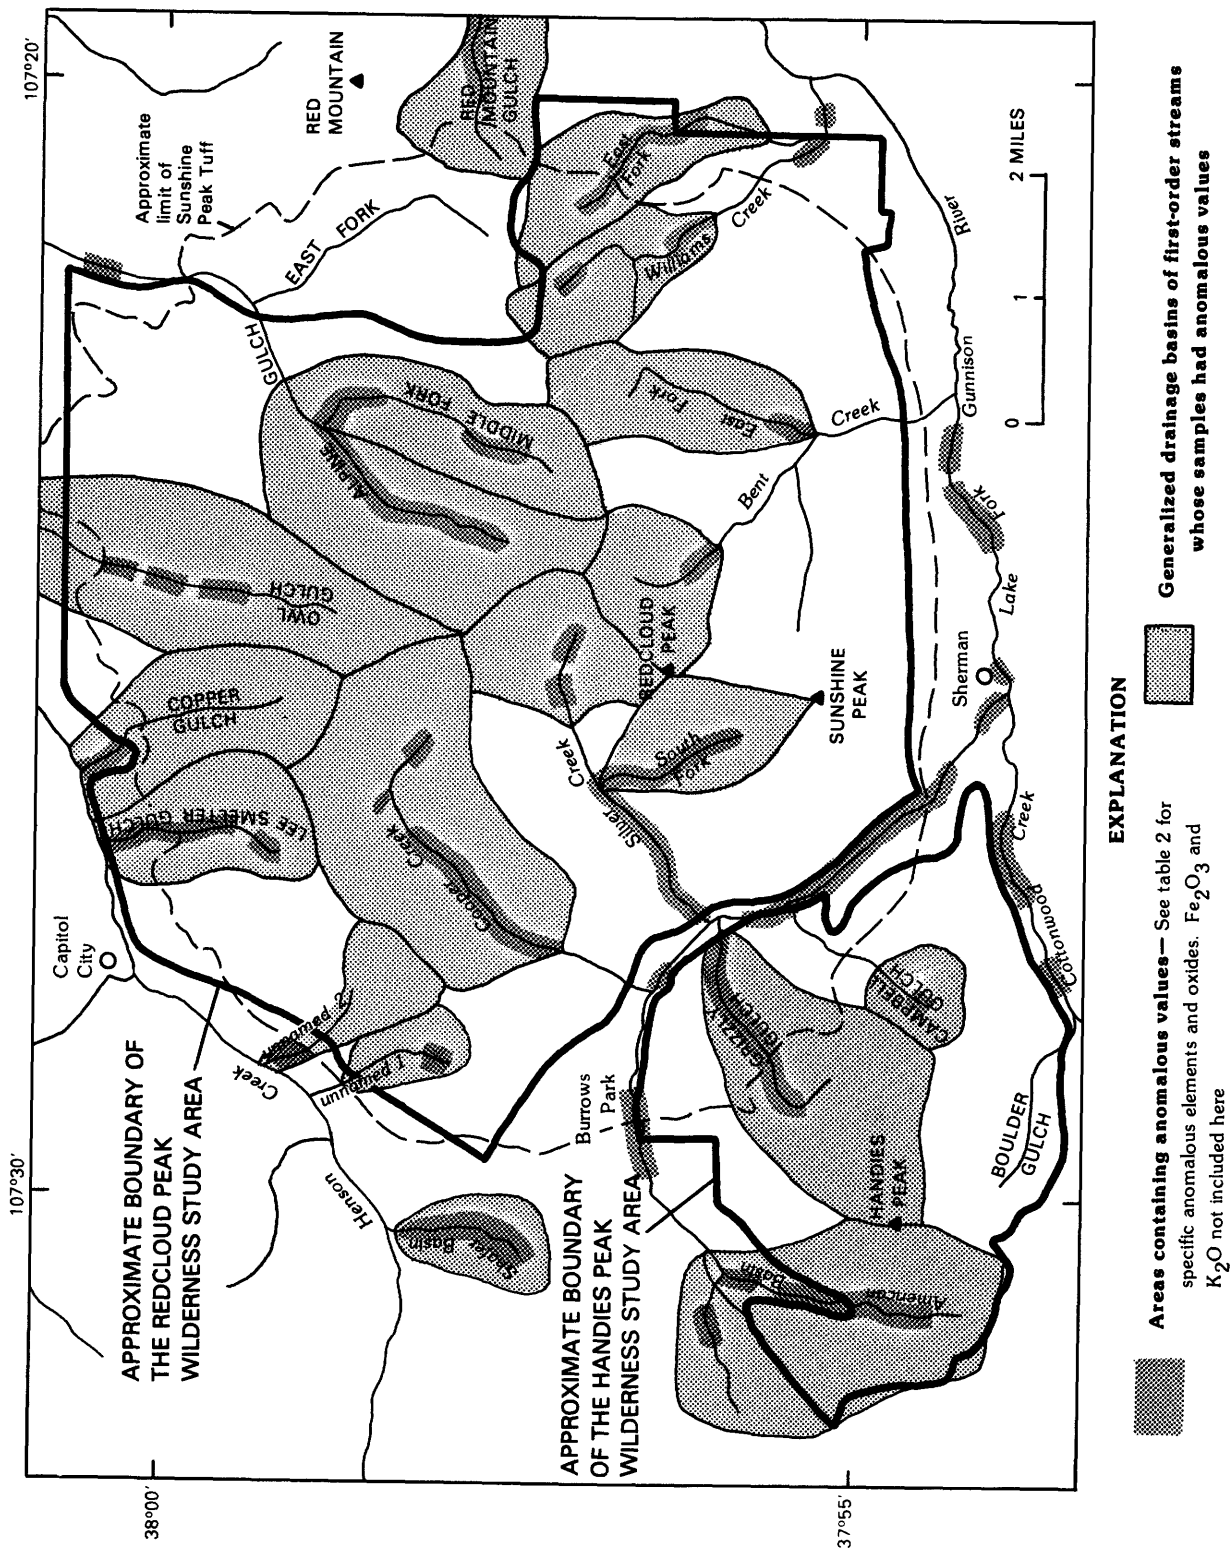 107°30'
107°20'
38°00'
37°55'
Capitol
City
Approximate
limit of
Sunshine
Peak Tuff
RED
MOUNTAIN
RED
MOUNTAIN
GULCH
EAST FORK
GULCH
ALPINE
MIDDLE FORK
OWL
GULCH
COPPER
GULCH
LEE SMELTER GULCH
unnamed 2
unnamed 1
Creek
Henson
APPROXIMATE BOUNDARY OF
THE REDCLOUD PEAK
WILDERNESS STUDY AREA
Basin
Cooper
Creek
Silver
Creek
South
Fork
REDCLOUD
PEAK
SUNSHINE
PEAK
Bent
Creek
East
Fork
East
Fork
Williams
Creek
Burrows
Park
APPROXIMATE BOUNDARY
OF THE HANDIES PEAK
WILDERNESS STUDY AREA
GRIZZLY
GULCH
CAMPBELL
GULCH
HANDIES
PEAK
BOULDER
GULCH
American
Basin
Cottonwood
Creek
Sherman
Lake
Fork
Gunnison
River
0
1
2 MILES
EXPLANATION
Areas containing anomalous values— See table 2 for
specific anomalous elements and oxides. Fe2O3 and
K2O not included here
Generalized drainage basins of first-order streams
whose samples had anomalous values